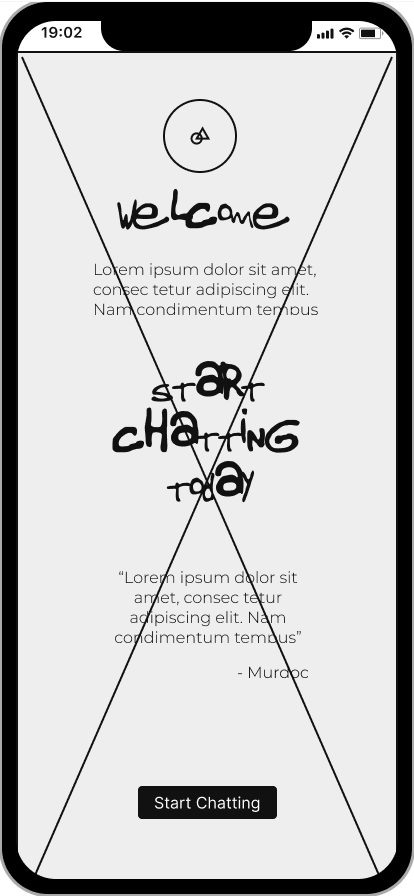 19:02
Welcome
Lorem ipsum dolor sit amet,
consec tetur adipiscing elit.
Nam condimentum tempus
START
CHaTTiNG
TODay
“Lorem ipsum dolor sit
amet, consec tetur
adipiscing elit. Nam
condimentum tempus”
- Murdoc
Start Chatting